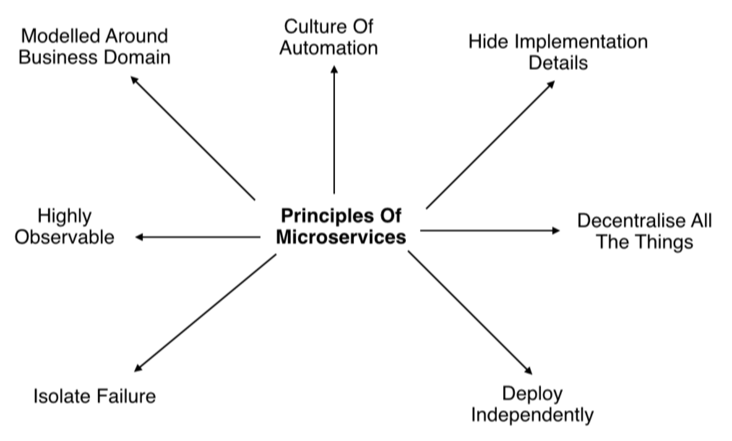 Modelled Around
Business Domain
Culture Of
Automation
Hide Implementation
Details
Highly
Observable
Principles Of
Microservices
Decentralise All
The Things
Isolate Failure
Deploy
Independently